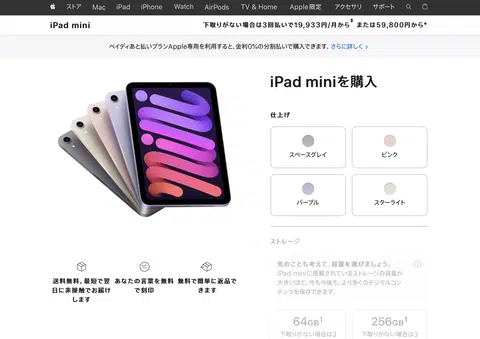 ストア Mac iPad iPhone Watch AirPods TV & Home Apple限定 アクセサリ サポート
iPad mini
下取りがない場合は3回払いで19,933円/月から§ または59,800円から*
ペイディあと払いプランApple専用を利用すると、金利0%の分割払いで購入できます。 さらに詳しく >
iPad miniを購入
仕上げ
スペースグレイ
ピンク
パープル
スターライト
ストレージ
先のことも考えて、容量を選びましょう。
iPad miniに搭載されているストレージの容量
が大きいほど、今も今後も、より多くのデジタルコン
テンツを保存できます。
64GB1
下取りがない場合は3
256GB1
下取りがない場合は3
送料無料。最短で翌
日に非接触でお届け
します
あなたの言葉を無料
で刻印
無料で簡単に返品で
きます